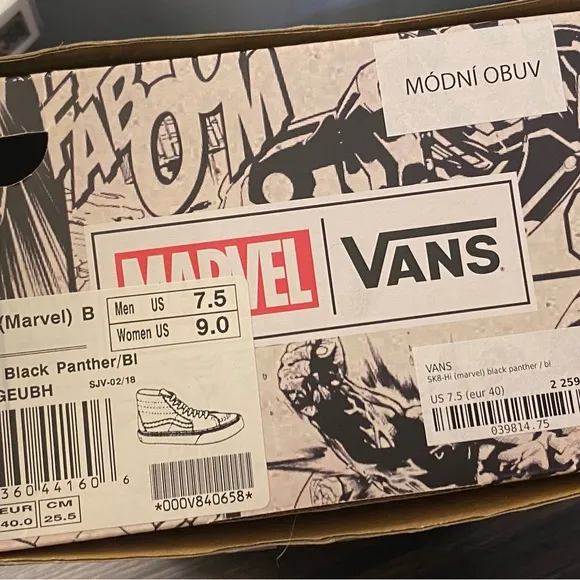 MÓDNÍ OBUV
MARVEL
VANS
(Marvel) B
Men US 7.5
Women US 9.0
Black Panther/Bl
GEUBH
SJV-02/18
VANS
SK8-Hi (marvel) black panther / bl
US 7.5 (eur 40)
2 259
039814.75
36044160 6
*000V840658*
EUR CM
40.0 25.5